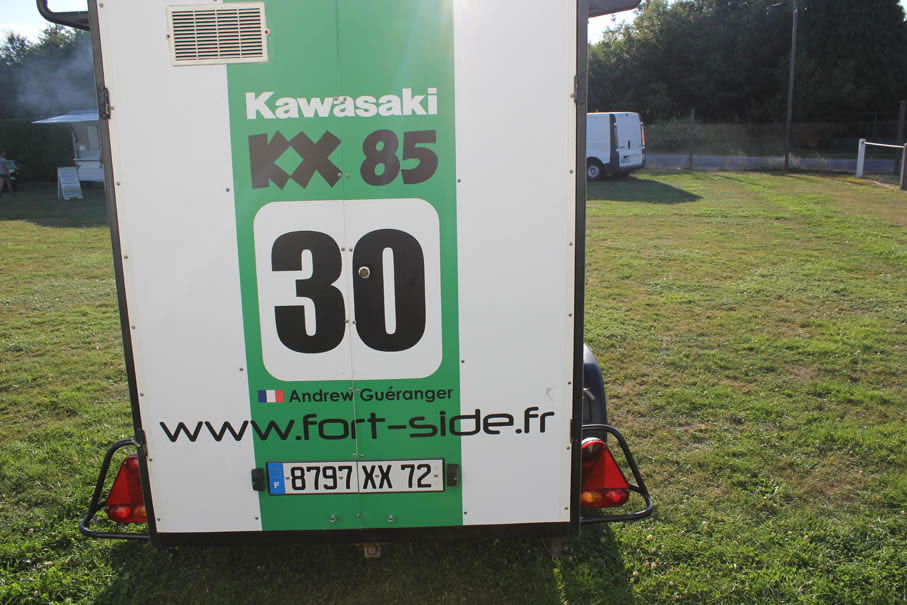 Kawasaki
KX 85
30
Andrew Guéranger
www.fort-side.fr
F 8797 XX 72